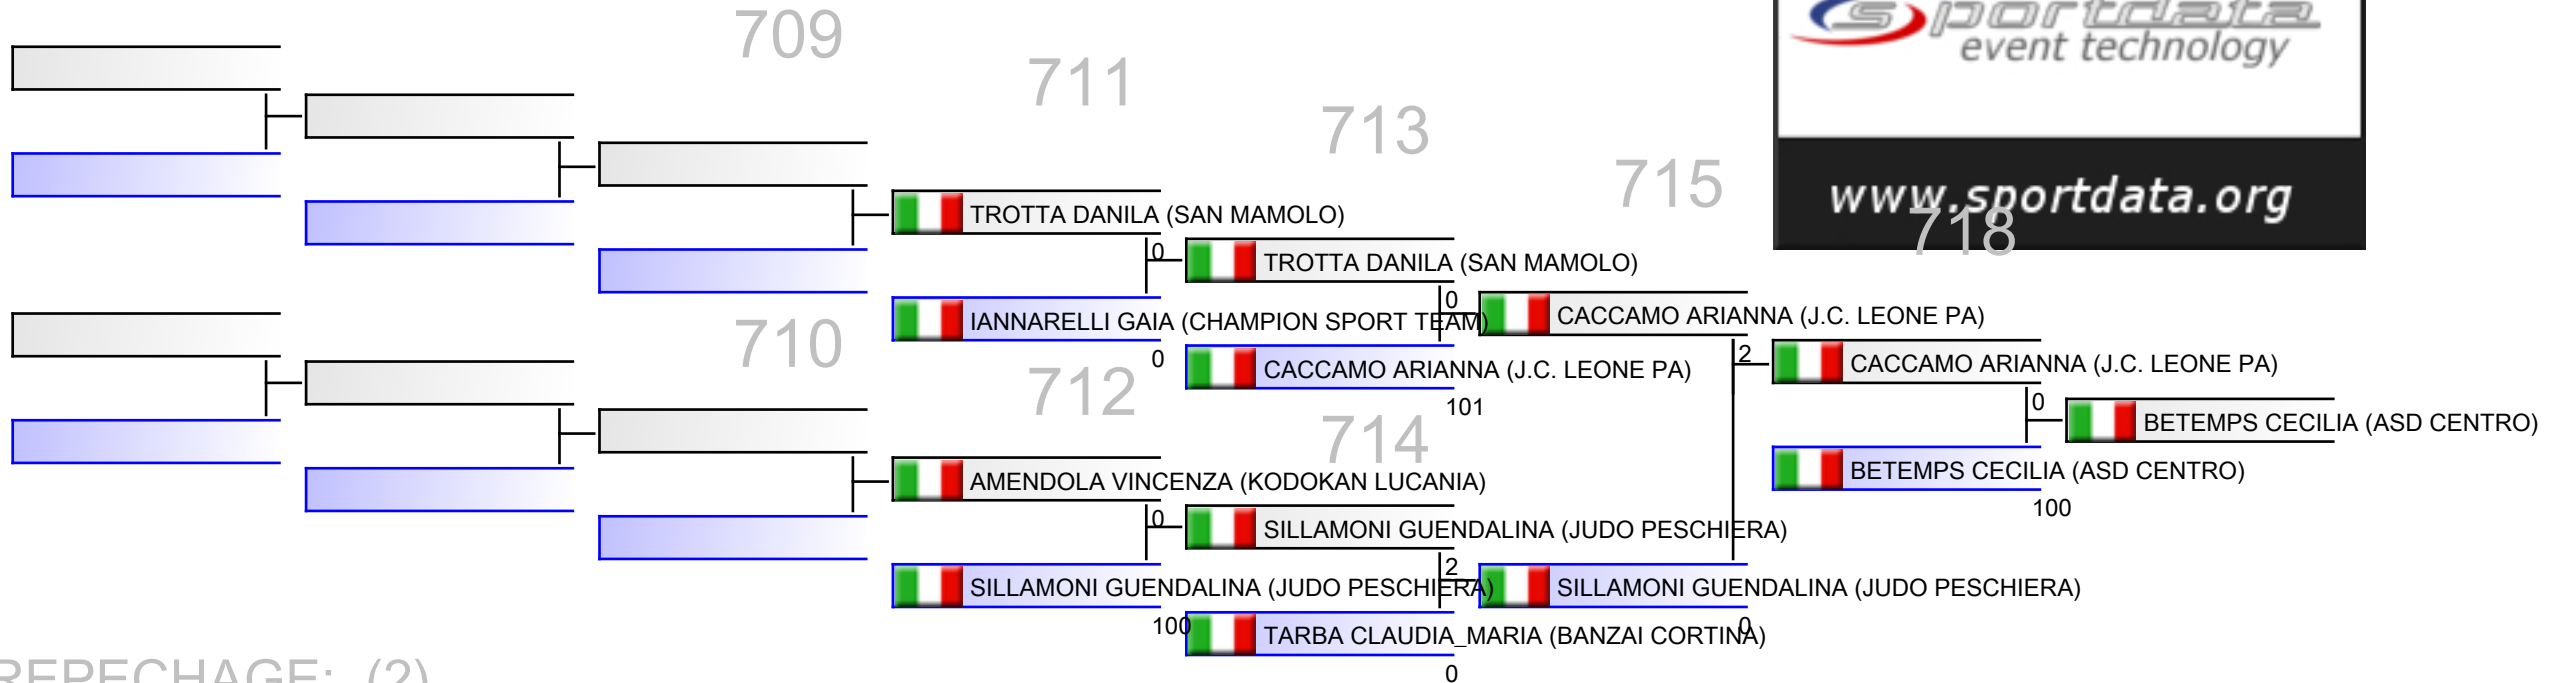 sportdata
event technology
www.sportdata.org
709
711
713
715
718
TROTTA DANILA (SAN MAMOLO)
0
TROTTA DANILA (SAN MAMOLO)
IANNARELLI GAIA (CHAMPION SPORT TEAM)
0
0
CACCAMO ARIANNA (J.C. LEONE PA)
CACCAMO ARIANNA (J.C. LEONE PA)
101
2
CACCAMO ARIANNA (J.C. LEONE PA)
0
BETEMPS CECILIA (ASD CENTRO)
BETEMPS CECILIA (ASD CENTRO)
100
710
712
714
AMENDOLA VINCENZA (KODOKAN LUCANIA)
0
SILLAMONI GUENDALINA (JUDO PESCHIERA)
SILLAMONI GUENDALINA (JUDO PESCHIERA)
100
2
SILLAMONI GUENDALINA (JUDO PESCHIERA)
0
TARBA CLAUDIA_MARIA (BANZAI CORTINA)
0
REPECHAGE: (2)